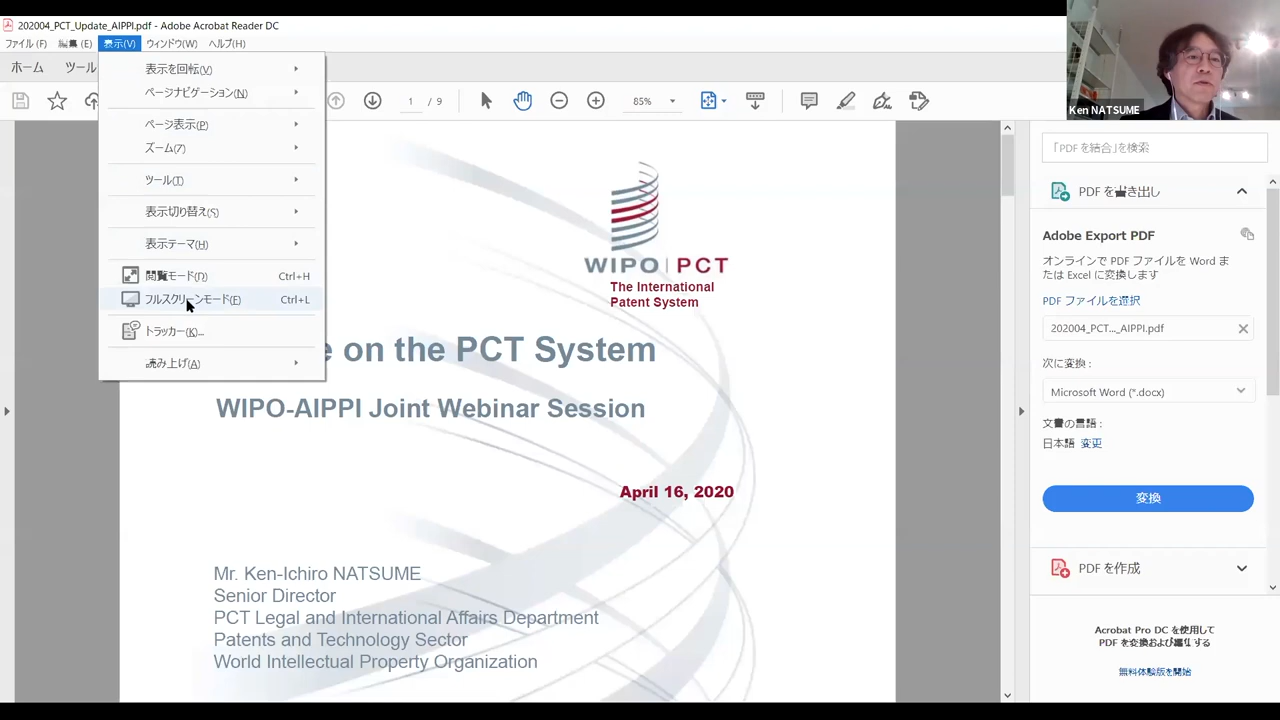 202004_PCT_Update_AIPPI.pdf - Adobe Acrobat Reader DC
ファイル(F) 編集(E) 表示(V) ウィンドウ(W) ヘルプ(H)
ホーム ツール
1 / 9 85%
表示を回転(V)
ページナビゲーション(N)
ページ表示(P)
ズーム(Z)
ツール(T)
表示切り替え(S)
表示テーマ(H)
閲覧モード(D) Ctrl+H
フルスクリーンモード(F) Ctrl+L
トラッカー(K)...
読み上げ(A)
WIPO | PCT
The International
Patent System
e on the PCT System
WIPO-AIPPI Joint Webinar Session
April 16, 2020
Mr. Ken-Ichiro NATSUME
Senior Director
PCT Legal and International Affairs Department
Patents and Technology Sector
World Intellectual Property Organization
Ken NATSUME
「PDF を結合」を検索
PDF を書き出し
Adobe Export PDF
オンラインで PDF ファイルを Word ま
たは Excel に変換します
PDF ファイルを選択
202004_PCT..._AIPPI.pdf
次に変換 :
Microsoft Word (*.docx)
文書の言語 :
日本語 変更
変換
PDF を作成
Acrobat Pro DC を使用して
PDF を変換および編集する
無料体験版を開始